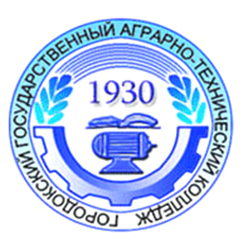 ГОРОДОКСКИЙ ГОСУДАРСТВЕННЫЙ АГРАРНО-ТЕХНИЧЕСКИЙ КОЛЛЕДЖ
1930